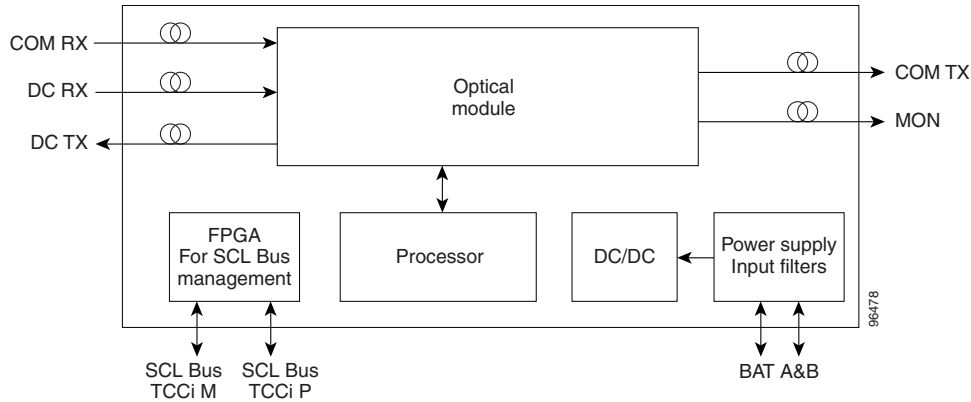 COM RX
DC RX
DC TX
Optical
module
COM TX
MON
FPGA
For SCL Bus
management
Processor
DC/DC
Power supply
Input filters
96478
SCL Bus
TCCi M
SCL Bus
TCCi P
BAT A&B